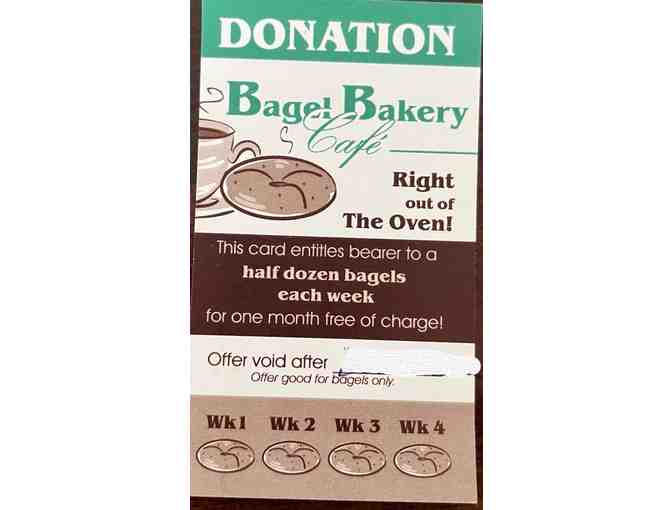 DONATION
Bagel Bakery
Café
Right
out of
The Oven!
This card entitles bearer to a
half dozen bagels
each week
for one month free of charge!
Offer void after
Offer good for bagels only.
Wk 1 Wk 2 Wk 3 Wk 4